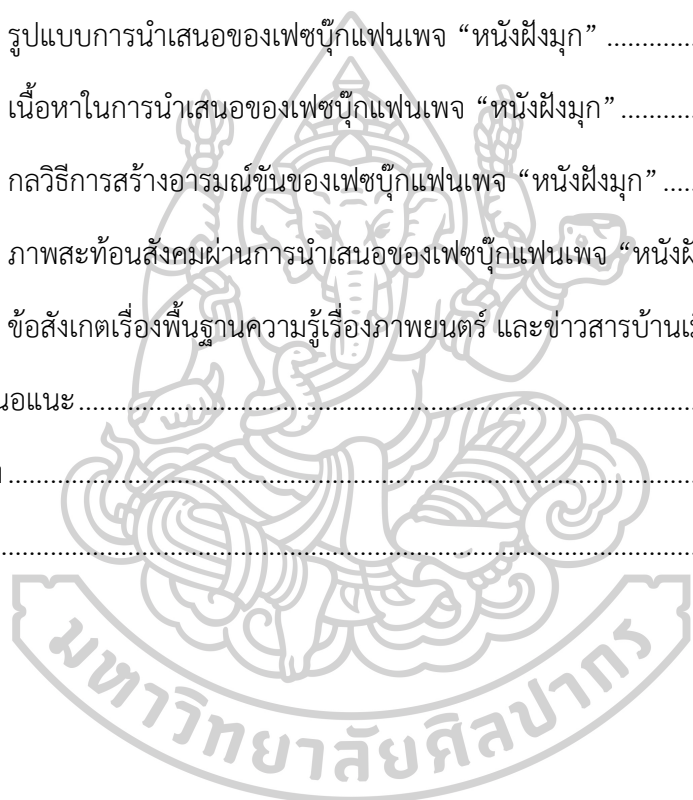 รูปแบบการนำเสนอของเฟซบุ๊กแฟนเพจ “หนังฝังมุก” ..............
เนื้อหาในการนำเสนอของเฟซบุ๊กแฟนเพจ “หนังฝังมุก” ............
กลวิธีการสร้างอารมณ์ขันของเฟซบุ๊กแฟนเพจ “หนังฝังมุก” .....
ภาพสะท้อนสังคมผ่านการนำเสนอของเฟซบุ๊กแฟนเพจ “หนังฝั
ข้อสังเกตเรื่องพื้นฐานความรู้เรื่องภาพยนตร์ และข่าวสารบ้านเมื
นอแนะ
มหาวิทยาลัยศิลปากร